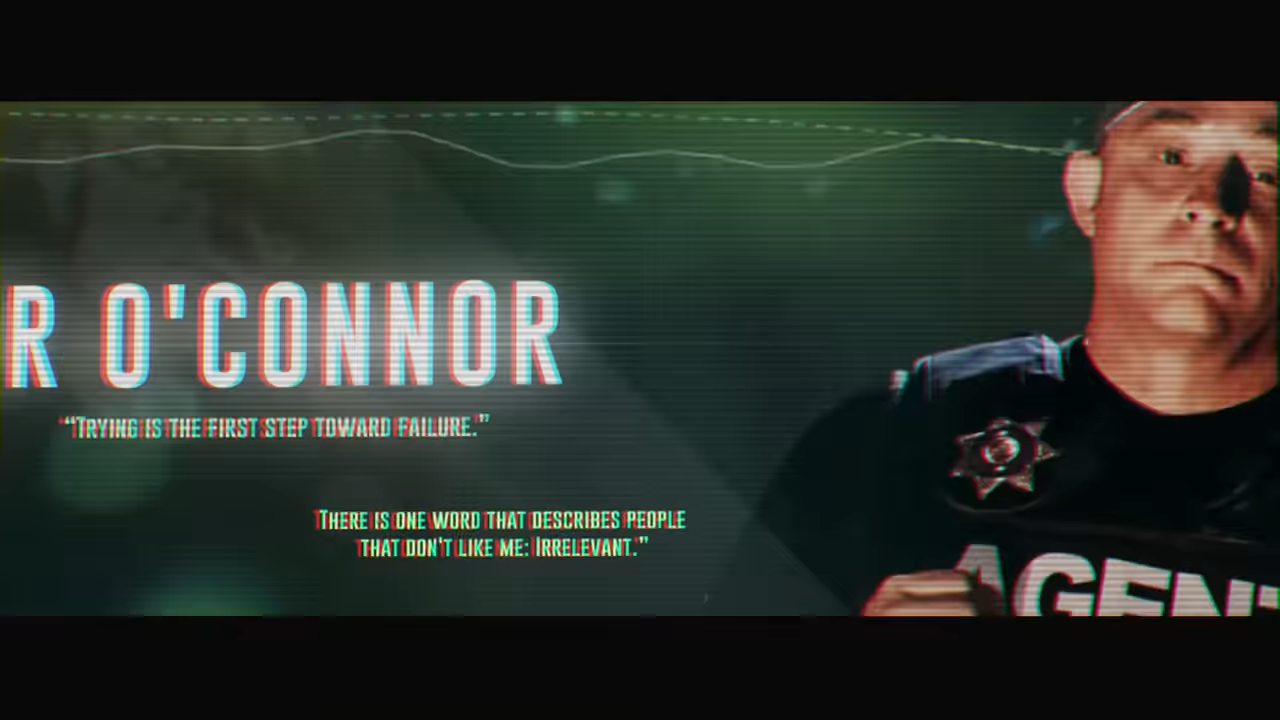 R O'CONNOR
“TRYING IS THE FIRST STEP TOWARD FAILURE.”
THERE IS ONE WORD THAT DESCRIBES PEOPLE
THAT DON'T LIKE ME: IRRELEVANT.”
AGENT